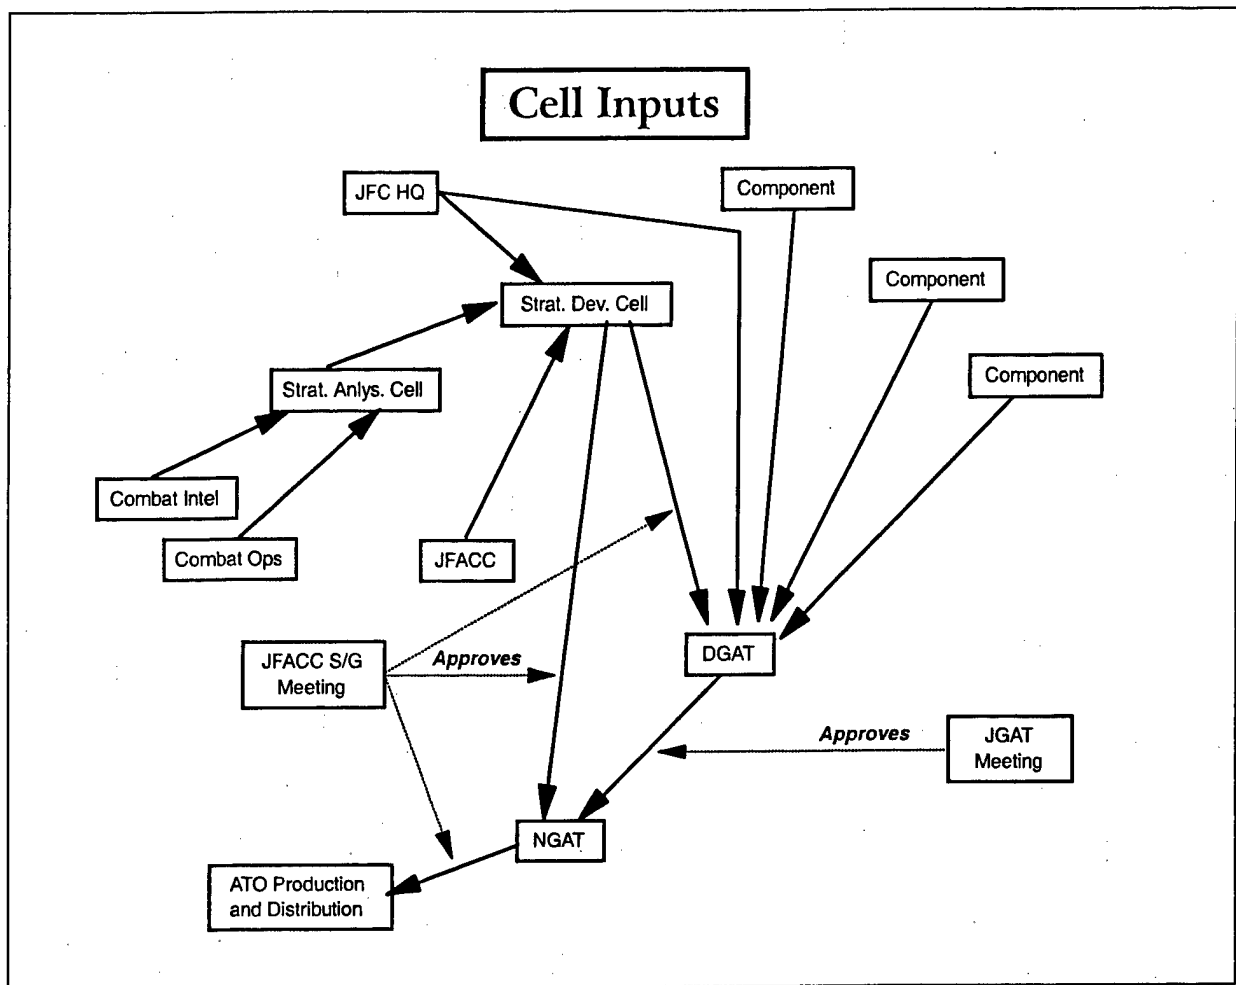 Cell Inputs
JFC HQ
Component
Component
Strat. Dev. Cell
Component
Strat. Anlys. Cell
Combat Intel
Combat Ops
JFACC
JFACC S/G
Meeting
Approves
DGAT
Approves
JGAT
Meeting
NGAT
ATO Production
and Distribution